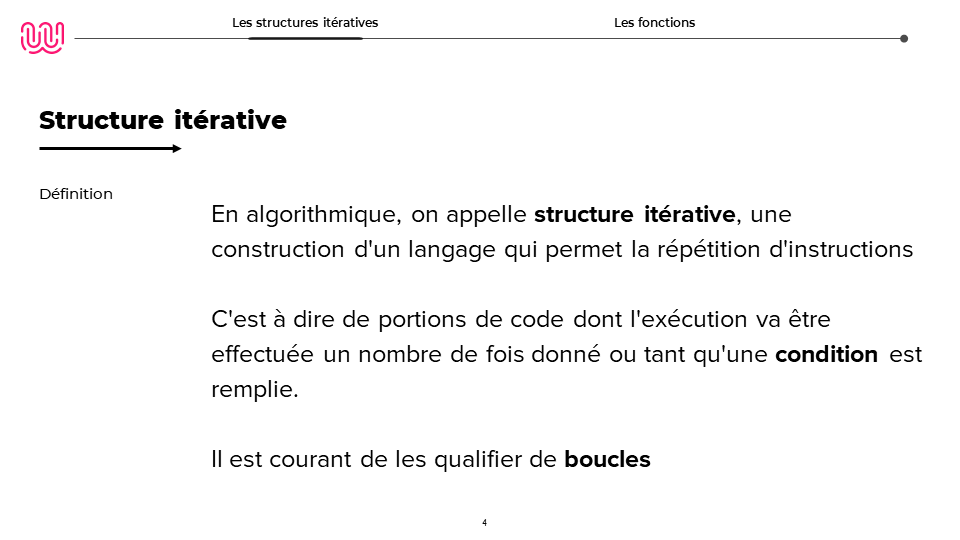 Les structures itératives
Les fonctions
Structure itérative
Définition
En algorithmique, on appelle structure itérative, une
construction d'un langage qui permet la répétition d'instructions
C'est à dire de portions de code dont l'exécution va être
effectuée un nombre de fois donné ou tant qu'une condition est
remplie.
Il est courant de les qualifier de boucles
4